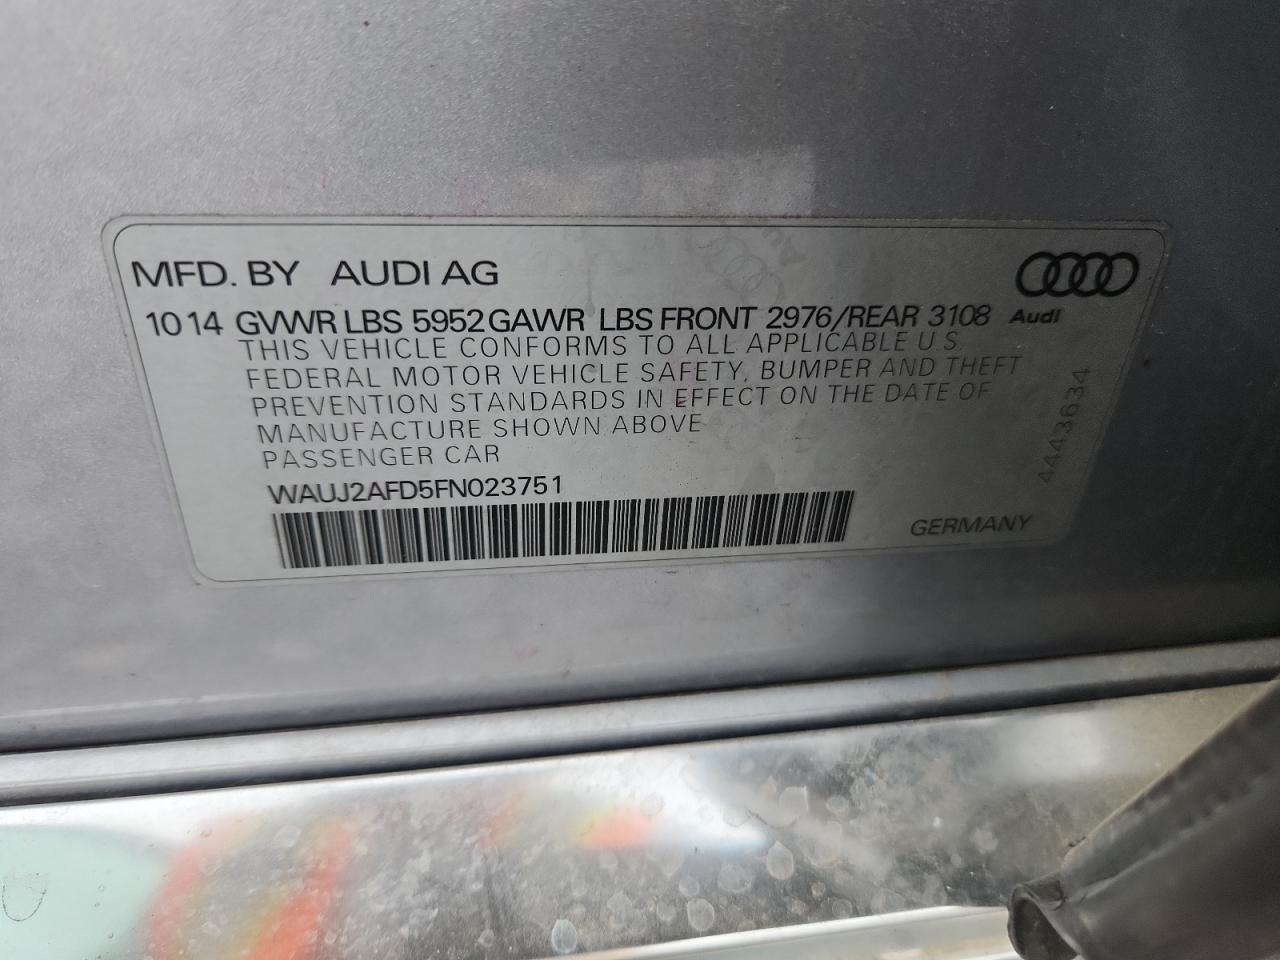 MFD. BY AUDI AG
10 14 GVWR LBS 5952 GAWR LBS FRONT 2976/REAR 3108
Audi
THIS VEHICLE CONFORMS TO ALL APPLICABLE U.S.
FEDERAL MOTOR VEHICLE SAFETY, BUMPER AND THEFT
PREVENTION STANDARDS IN EFFECT ON THE DATE OF
MANUFACTURE SHOWN ABOVE
PASSENGER CAR
WAUJ2AFD5FN023751
GERMANY
4443634